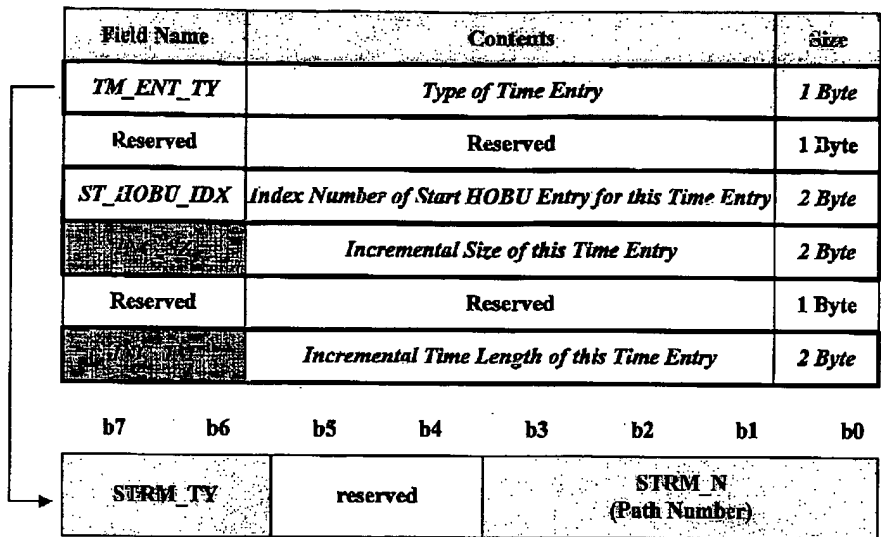 Field Name Contents Size
TM_ENT_TY Type of Time Entry 1 Byte
Reserved Reserved 1 Byte
ST_HOBU_IDX Index Number of Start HOBU Entry for this Time Entry 2 Byte
Incremental Size of this Time Entry 2 Byte
Reserved Reserved 1 Byte
Incremental Time Length of this Time Entry 2 Byte
b7 b6 b5 b4 b3 b2 b1 b0
STRM_TY reserved STRM_N
(Path Number)